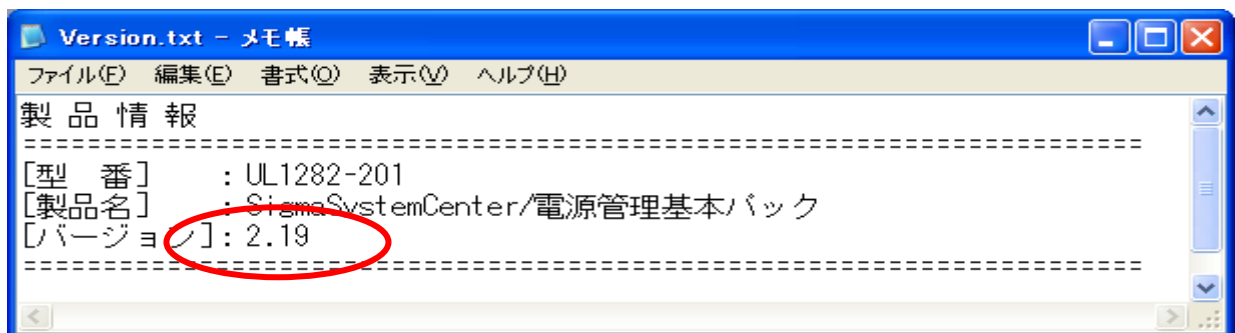 Version.txt - メモ帳
ファイル(F) 編集(E) 書式(O) 表示(V) ヘルプ(H)
製 品 情 報
======================================================================
[型　番]　　: UL1282-201
[製品名]　　: SigmaSystemCenter/電源管理基本パック
[バージョン]: 2.19
======================================================================